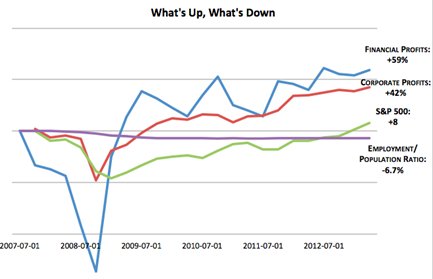 What's Up, What's Down
Financial Profits:
+59%
Corporate Profits:
+42%
S&P 500:
+8
Employment/
Population Ratio:
-6.7%
2007-07-01 2008-07-01 2009-07-01 2010-07-01 2011-07-01 2012-07-01